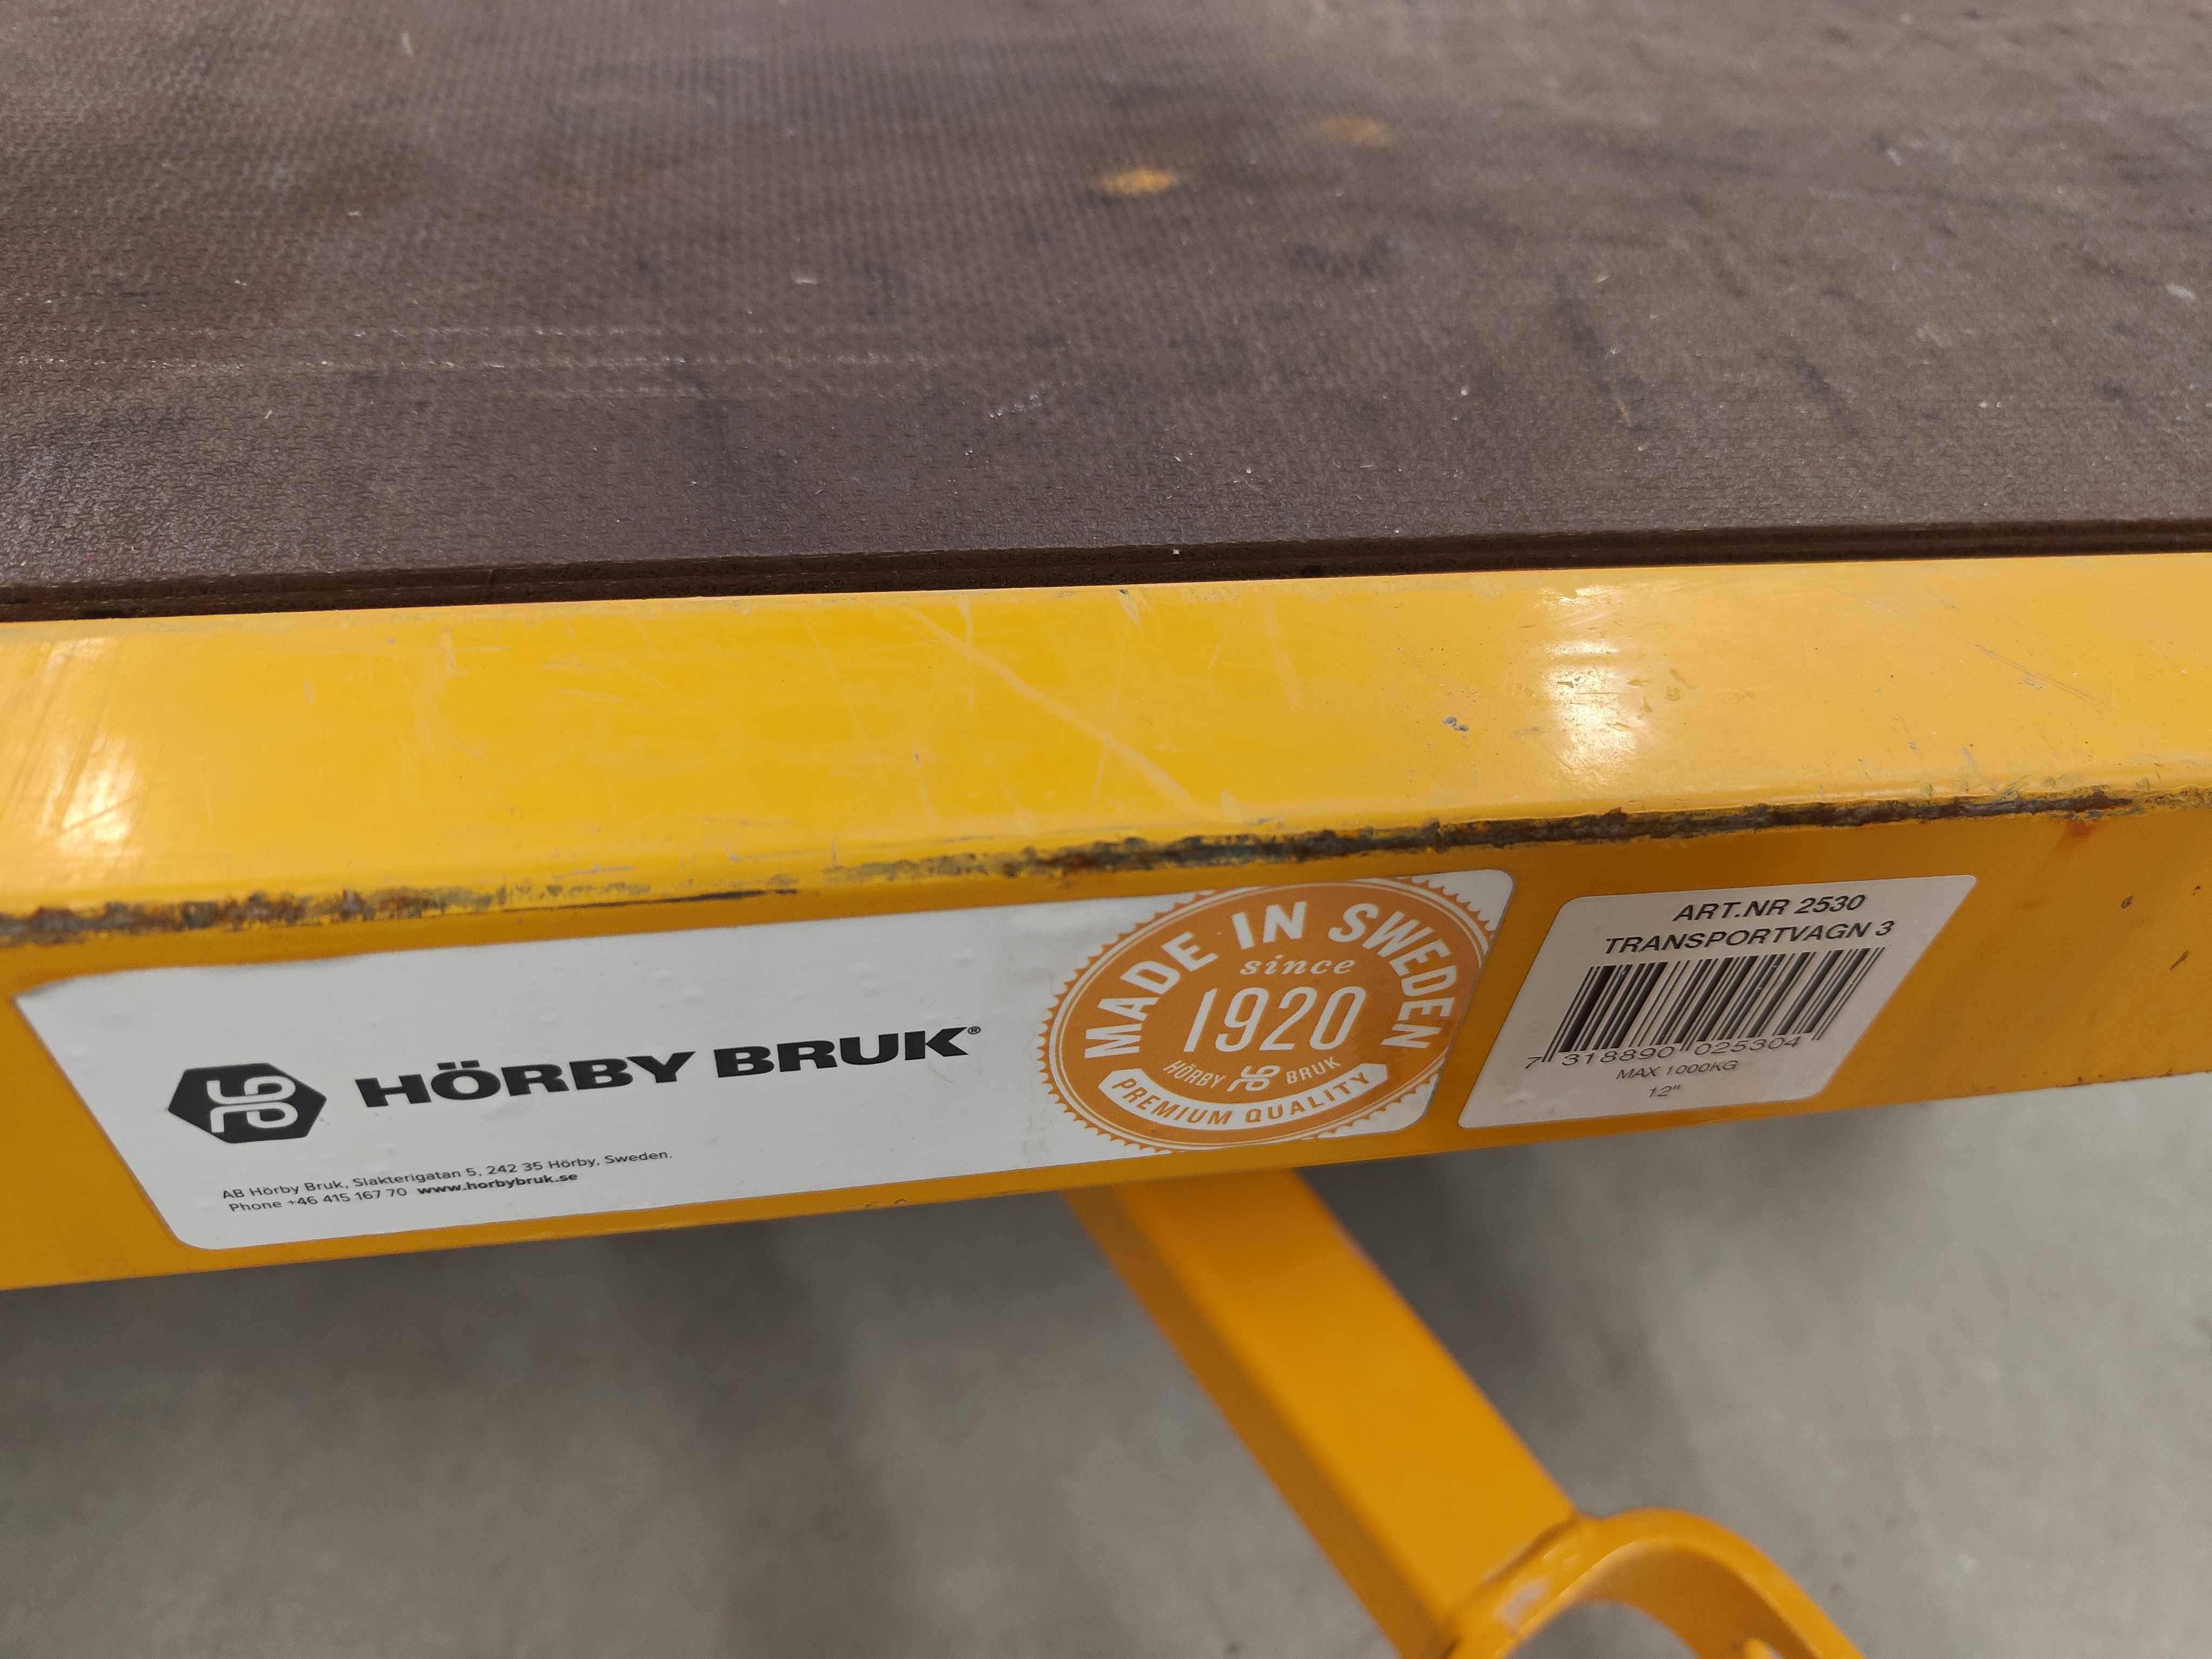 HÖRBY BRUK®
AB Hörby Bruk, Slakterigatan 5, 242 35 Hörby, Sweden.
Phone +46 415 167 70 www.horbybruk.se
MADE IN SWEDEN
since
1920
HÖRBY BRUK
PREMIUM QUALITY
ART.NR 2530
TRANSPORTVAGN 3
7 318890 025304
MAX 1000KG
12"